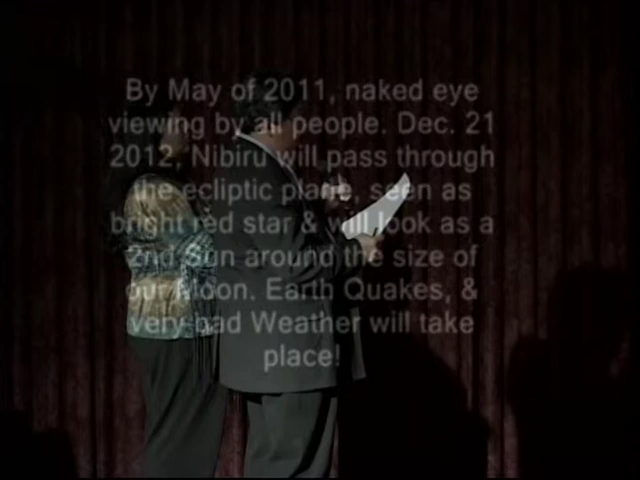 By May of 2011, naked eye
viewing by all people. Dec. 21
2012, Nibiru will pass through
the ecliptic plane, seen as
bright red star & will look as a
2nd Sun around the size of
our Moon. Earth Quakes, &
very bad Weather will take
place!